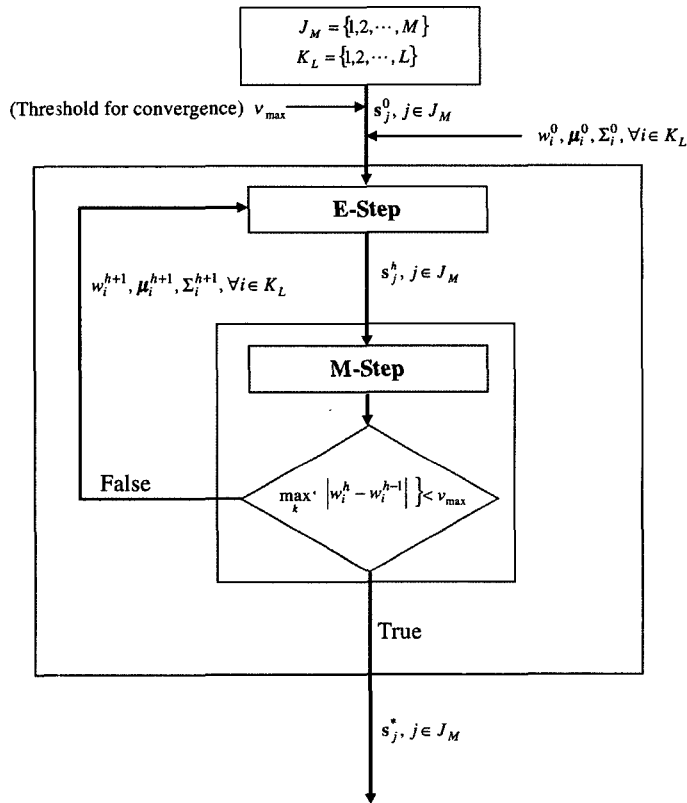 J_M = {1,2,⋯,M}
K_L = {1,2,⋯,L}
(Threshold for convergence) ν_max
s_j^0, j ∈ J_M
w_i^0, μ_i^0, Σ_i^0, ∀i ∈ K_L
E-Step
w_i^{h+1}, μ_i^{h+1}, Σ_i^{h+1}, ∀i ∈ K_L
s_j^h, j ∈ J_M
M-Step
False
max_k |w_i^h − w_i^{h-1}| } < ν_max
True
s_j^*, j ∈ J_M